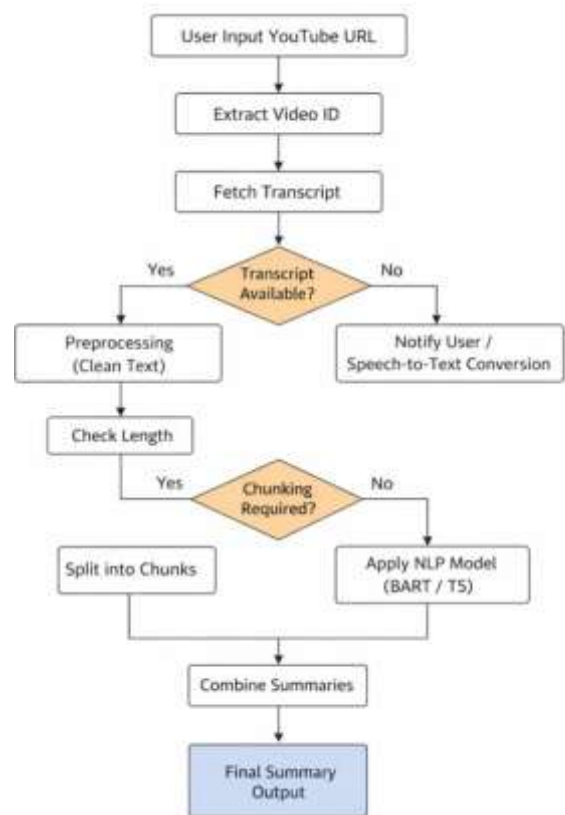 User Input YouTube URL
Extract Video ID
Fetch Transcript
Yes
Transcript
Available?
No
Preprocessing
(Clean Text)
Notify User /
Speech-to-Text Conversion
Check Length
Yes
Chunking
Required?
No
Split into Chunks
Apply NLP Model
(BART / T5)
Combine Summaries
Final Summary
Output